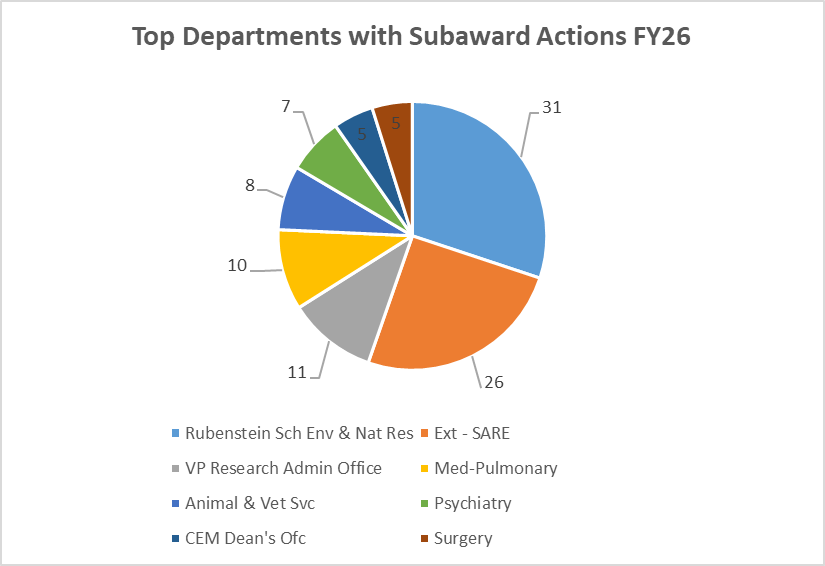 Top Departments with Subaward Actions FY26
31
26
11
10
8
7
5
5
Rubenstein Sch Env & Nat Res
Ext - SARE
VP Research Admin Office
Med-Pulmonary
Animal & Vet Svc
Psychiatry
CEM Dean's Ofc
Surgery